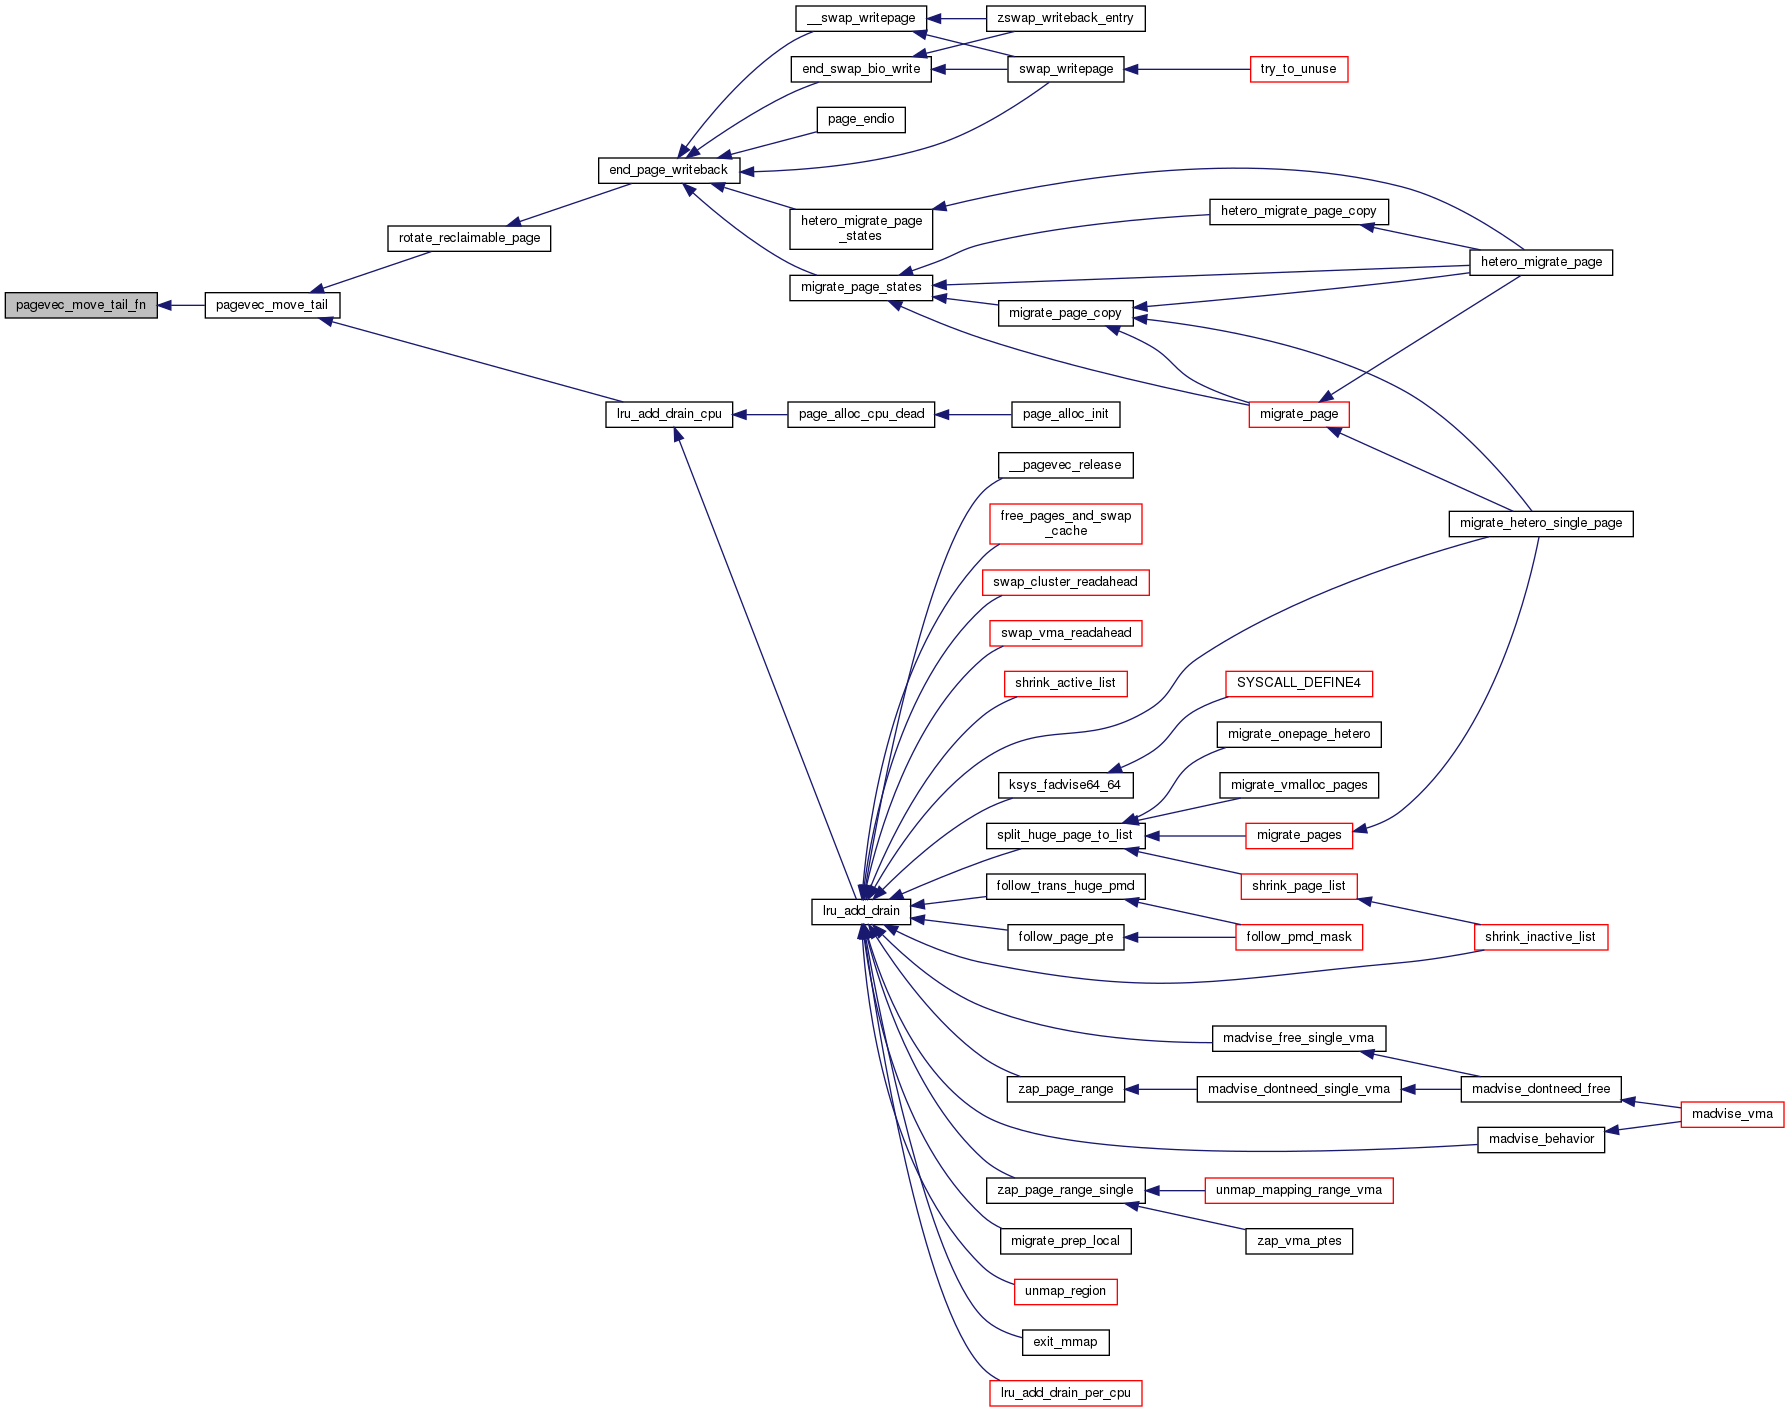 __swap_writepage
zswap_writeback_entry
end_swap_bio_write
swap_writepage
try_to_unuse
page_endio
end_page_writeback
hetero_migrate_page
_states
hetero_migrate_page_copy
rotate_reclaimable_page
hetero_migrate_page
migrate_page_states
pagevec_move_tail_fn
pagevec_move_tail
migrate_page_copy
lru_add_drain_cpu
page_alloc_cpu_dead
page_alloc_init
migrate_page
__pagevec_release
free_pages_and_swap
_cache
migrate_hetero_single_page
swap_cluster_readahead
swap_vma_readahead
shrink_active_list
SYSCALL_DEFINE4
migrate_onepage_hetero
ksys_fadvise64_64
migrate_vmalloc_pages
split_huge_page_to_list
migrate_pages
follow_trans_huge_pmd
shrink_page_list
lru_add_drain
follow_page_pte
follow_pmd_mask
shrink_inactive_list
madvise_free_single_vma
zap_page_range
madvise_dontneed_single_vma
madvise_dontneed_free
madvise_vma
madvise_behavior
zap_page_range_single
unmap_mapping_range_vma
migrate_prep_local
zap_vma_ptes
unmap_region
exit_mmap
lru_add_drain_per_cpu